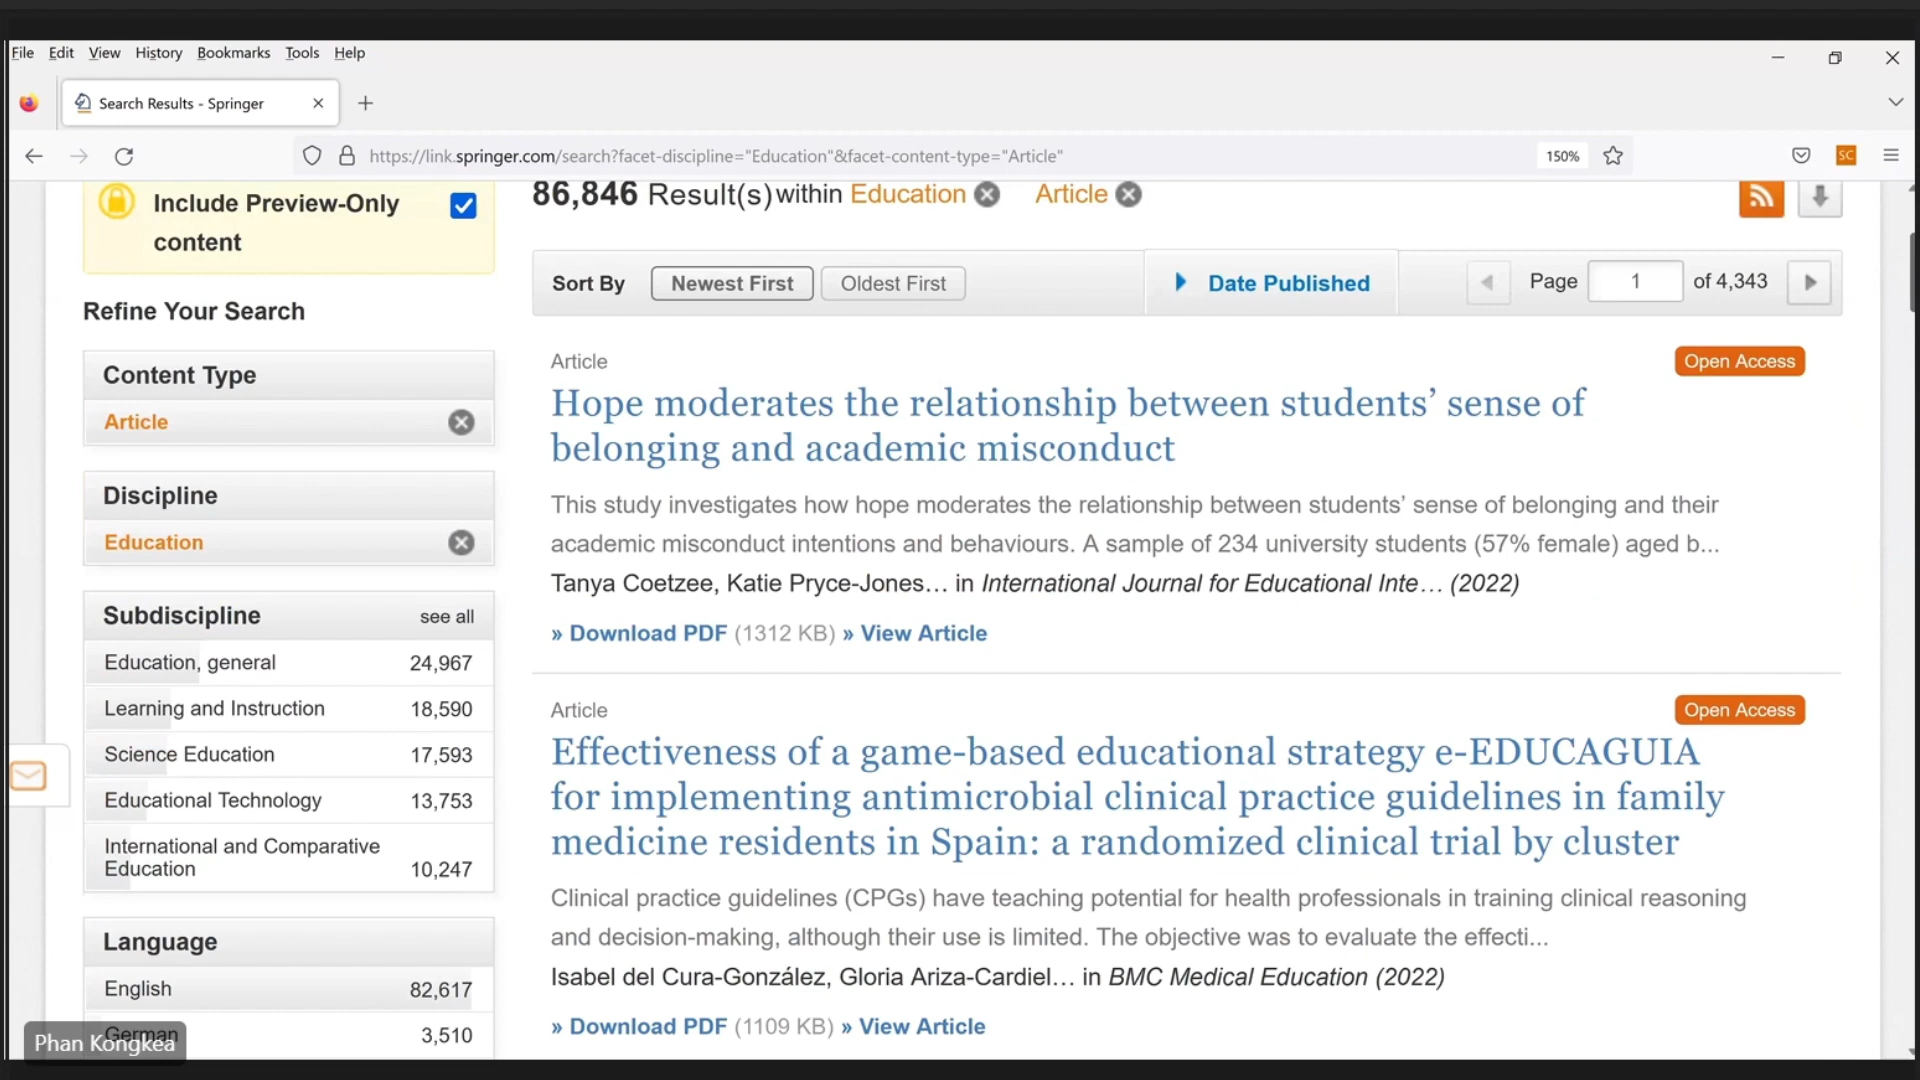 File Edit View History Bookmarks Tools Help
Search Results - Springer
https://link.springer.com/search?facet-discipline="Education"&facet-content-type="Article"
150%
SC
Include Preview-Only
content
Refine Your Search
Content Type
Article
Discipline
Education
Subdiscipline see all
Education, general 24,967
Learning and Instruction 18,590
Science Education 17,593
Educational Technology 13,753
International and Comparative
Education 10,247
Language
English 82,617
German 3,510
Phan Kongkea
86,846 Result(s) within Education Article
Sort By Newest First Oldest First Date Published Page 1 of 4,343
Article Open Access
Hope moderates the relationship between students’ sense of
belonging and academic misconduct
This study investigates how hope moderates the relationship between students’ sense of belonging and their
academic misconduct intentions and behaviours. A sample of 234 university students (57% female) aged b...
Tanya Coetzee, Katie Pryce-Jones… in International Journal for Educational Inte… (2022)
» Download PDF (1312 KB) » View Article
Article Open Access
Effectiveness of a game-based educational strategy e-EDUCAGUIA
for implementing antimicrobial clinical practice guidelines in family
medicine residents in Spain: a randomized clinical trial by cluster
Clinical practice guidelines (CPGs) have teaching potential for health professionals in training clinical reasoning
and decision-making, although their use is limited. The objective was to evaluate the effecti...
Isabel del Cura-González, Gloria Ariza-Cardiel… in BMC Medical Education (2022)
» Download PDF (1109 KB) » View Article